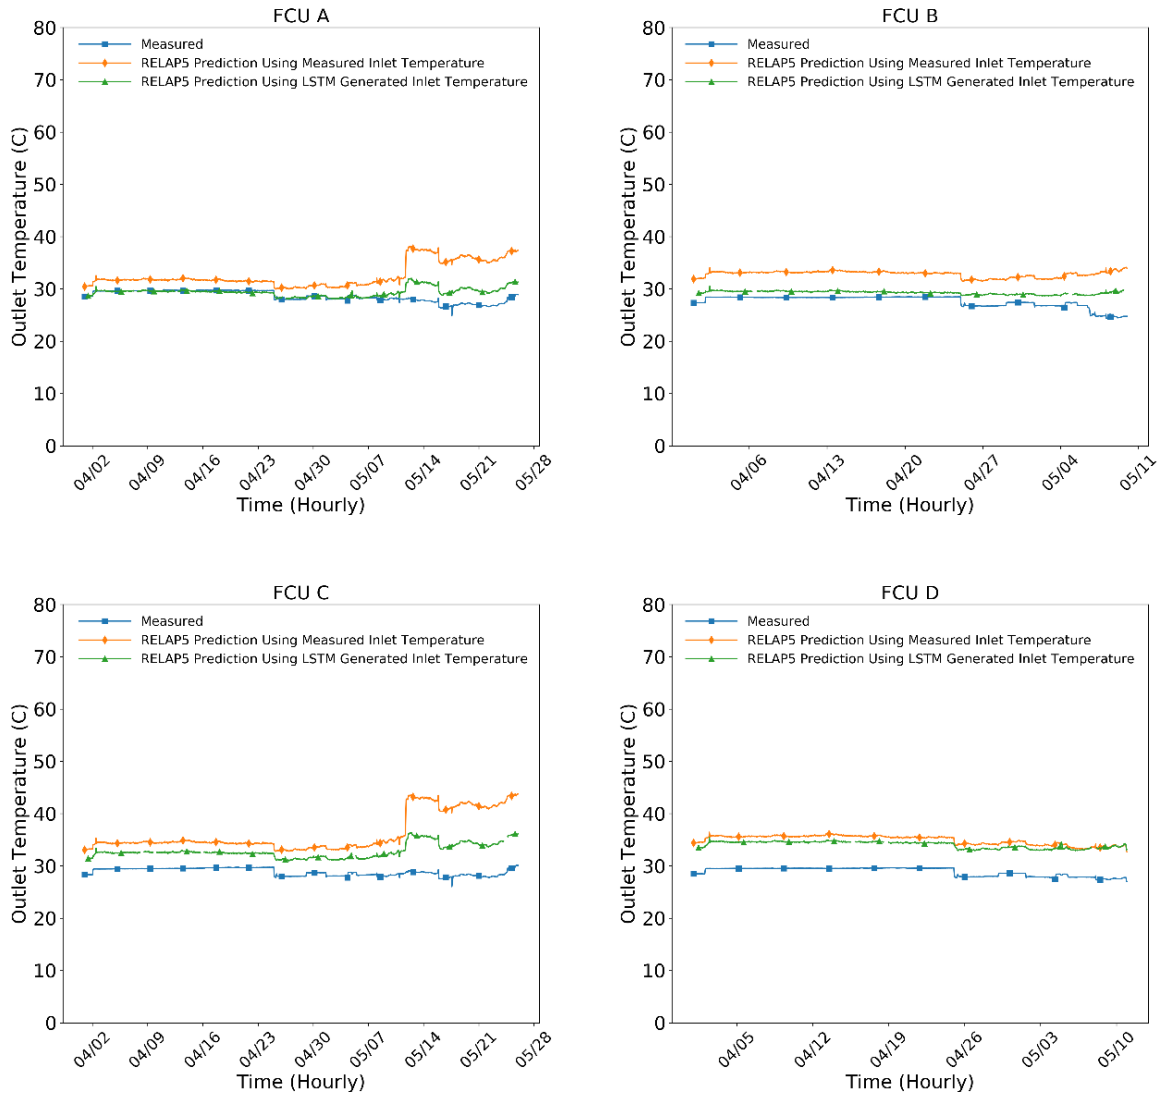 FCU A
80
70
60
50
40
30
20
10
0
Outlet Temperature (C)
Measured
RELAP5 Prediction Using Measured Inlet Temperature
RELAP5 Prediction Using LSTM Generated Inlet Temperature
04/02 04/09 04/16 04/23 04/30 05/07 05/14 05/21 05/28
Time (Hourly)
FCU B
80
70
60
50
40
30
20
10
0
Outlet Temperature (C)
Measured
RELAP5 Prediction Using Measured Inlet Temperature
RELAP5 Prediction Using LSTM Generated Inlet Temperature
04/06 04/13 04/20 04/27 05/04 05/11
Time (Hourly)
FCU C
80
70
60
50
40
30
20
10
0
Outlet Temperature (C)
Measured
RELAP5 Prediction Using Measured Inlet Temperature
RELAP5 Prediction Using LSTM Generated Inlet Temperature
04/02 04/09 04/16 04/23 04/30 05/07 05/14 05/21 05/28
Time (Hourly)
FCU D
80
70
60
50
40
30
20
10
0
Outlet Temperature (C)
Measured
RELAP5 Prediction Using Measured Inlet Temperature
RELAP5 Prediction Using LSTM Generated Inlet Temperature
04/05 04/12 04/19 04/26 05/03 05/10
Time (Hourly)